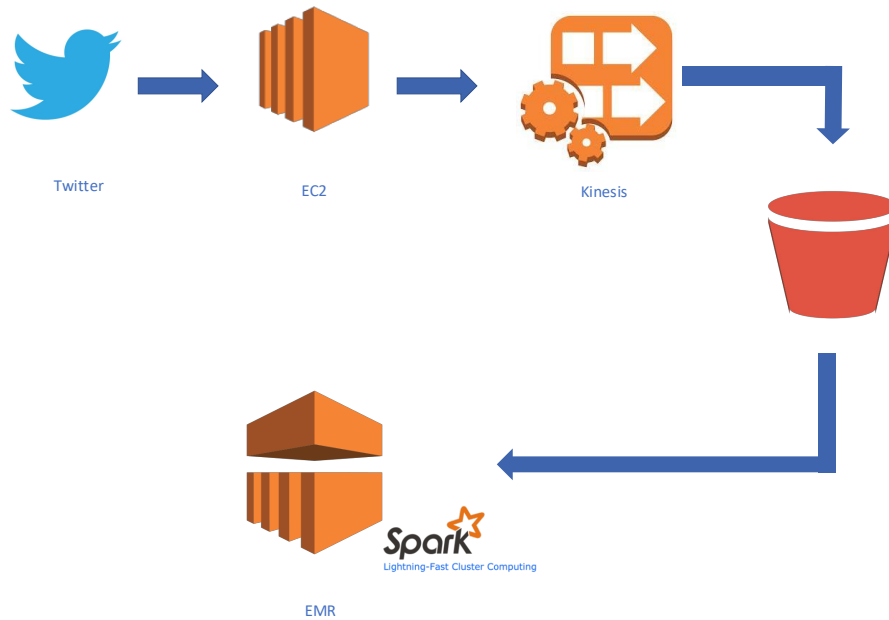 Twitter
EC2
Kinesis
Spark
Lightning-Fast Cluster Computing
EMR